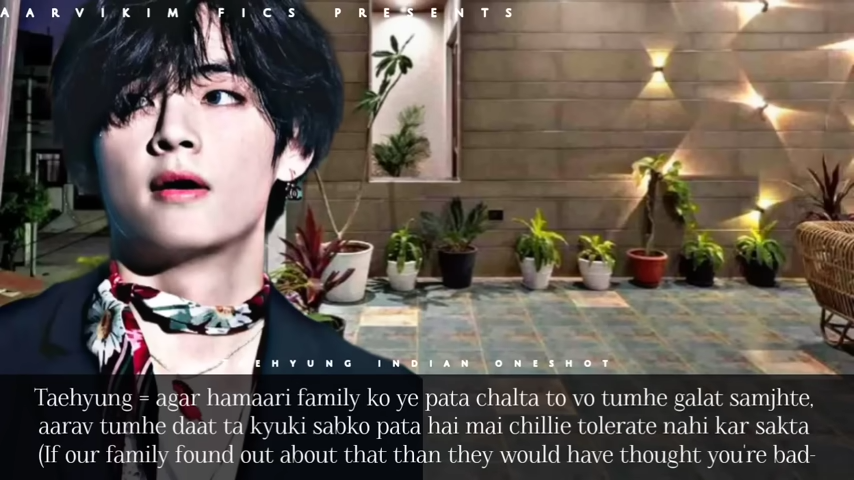 AARVIKIM FICS PRESENTS
EHYUNG INDIAN ONESHOT
Taehyung = agar hamaari family ko ye pata chalta to vo tumhe galat samjhte,
aarav tumhe daat ta kyuki sabko pata hai mai chillie tolerate nahi kar sakta
(If our family found out about that than they would have thought you're bad-